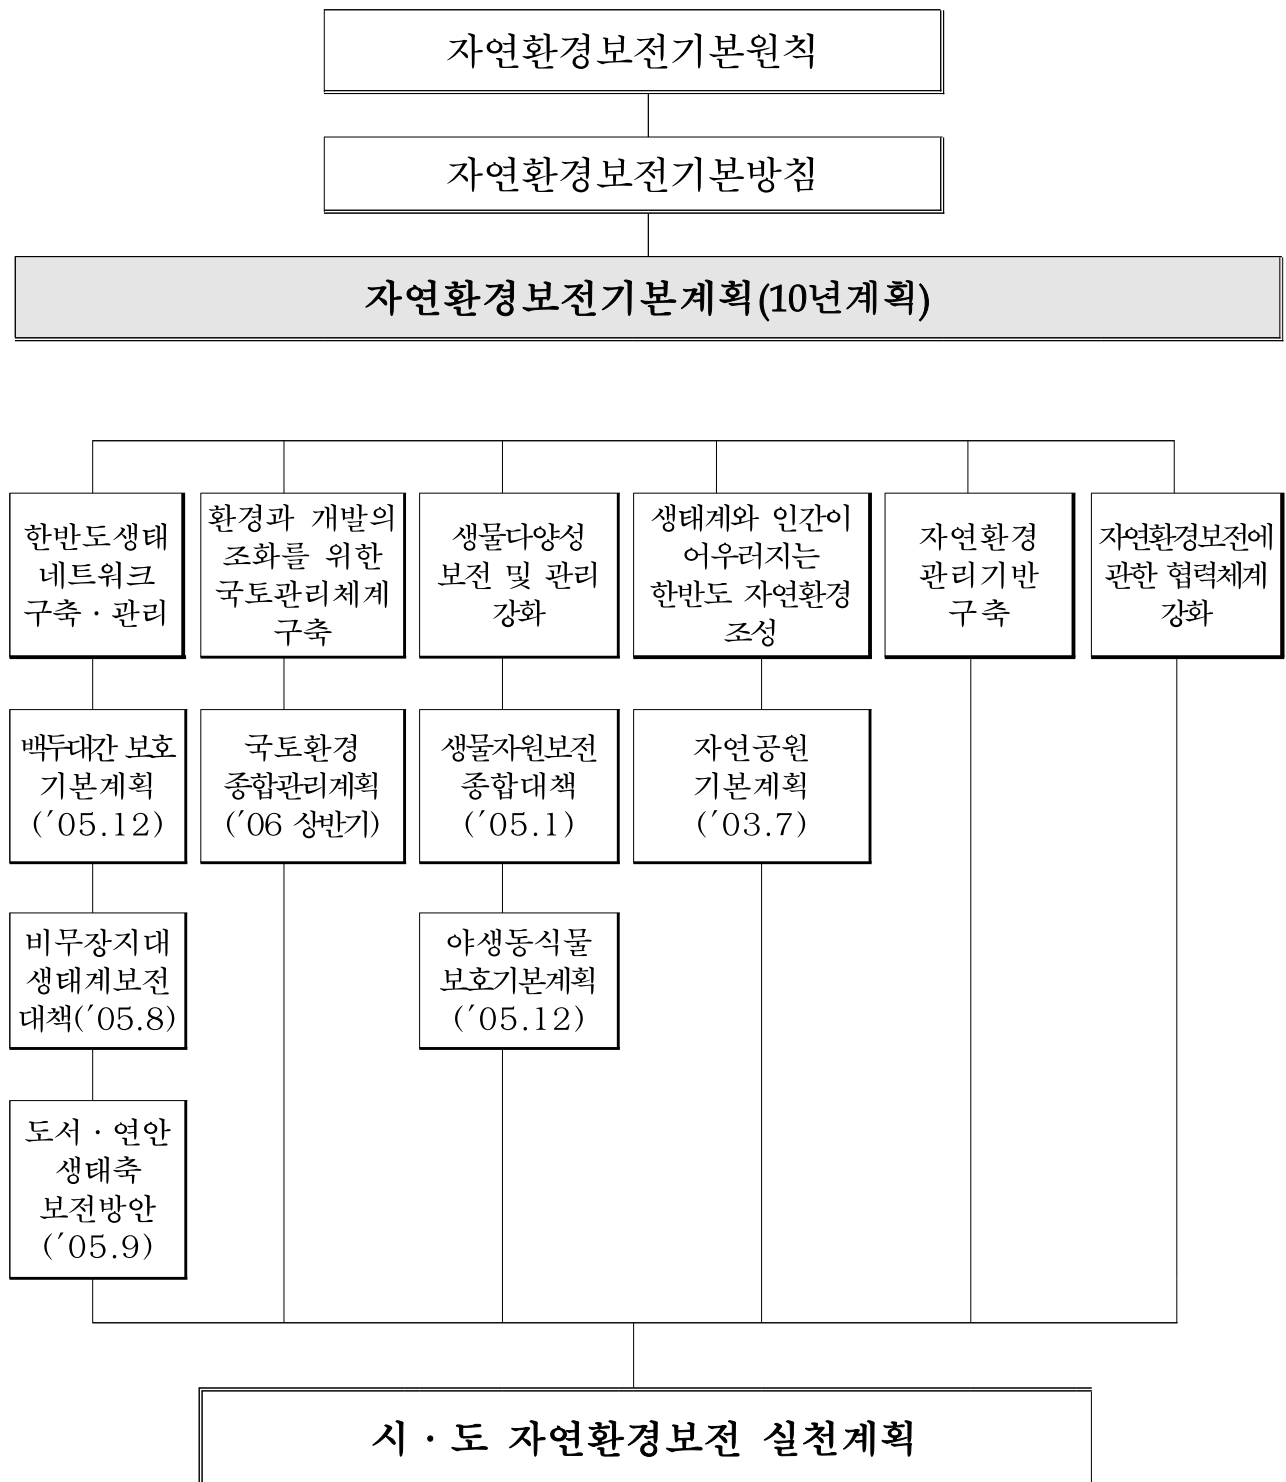 자연환경보전기본원칙
자연환경보전기본방침
자연환경보전기본계획(10년계획)
한반도생태
네트워크
구축·관리
환경과 개발의
조화를 위한
국토관리체계
구축
생물다양성
보전 및 관리
강화
생태계와 인간이
어우러지는
한반도 자연환경
조성
자연환경
관리기반
구축
자연환경보전에
관한 협력체계
강화
백두대간 보호
기본계획
(´05.12)
국토환경
종합관리계획
(´06 상반기)
생물자원보전
종합대책
(´05.1)
자연공원
기본계획
(´03.7)
비무장지대
생태계보전
대책(´05.8)
야생동식물
보호기본계획
(´05.12)
도서·연안
생태축
보전방안
(´05.9)
시·도 자연환경보전 실천계획